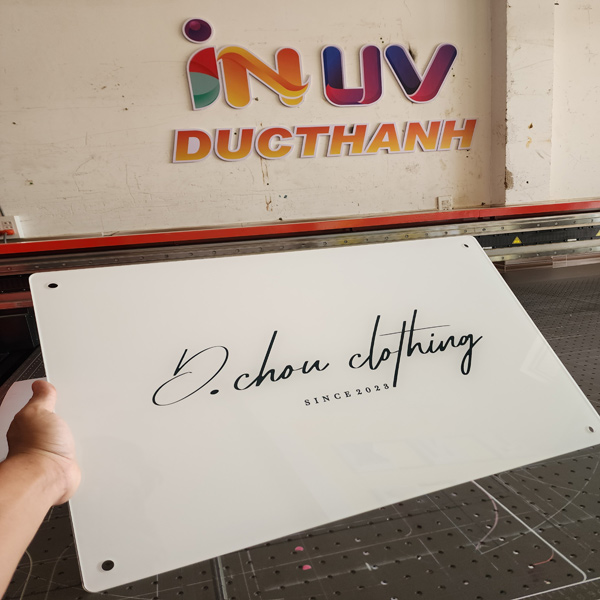 iN UV
DUCTHANH
D.chou clothing
SINCE 2023